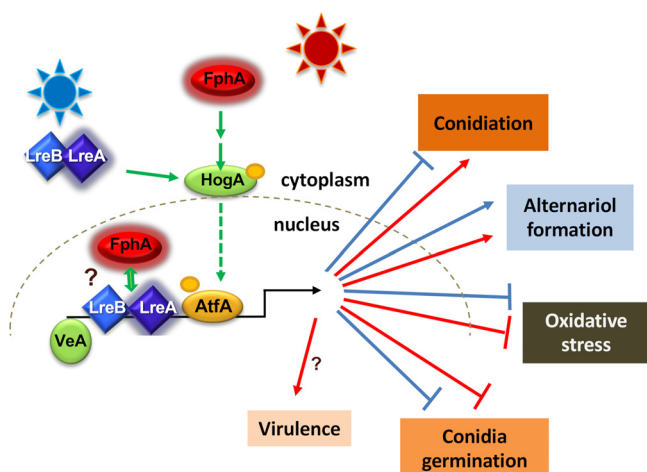 FphA
LreB LreA
HogA
cytoplasm
nucleus
Conidiation
Alternariol
formation
FphA
?
LreB LreA
AtfA
VeA
Oxidative
stress
?
Virulence
Conidia
germination